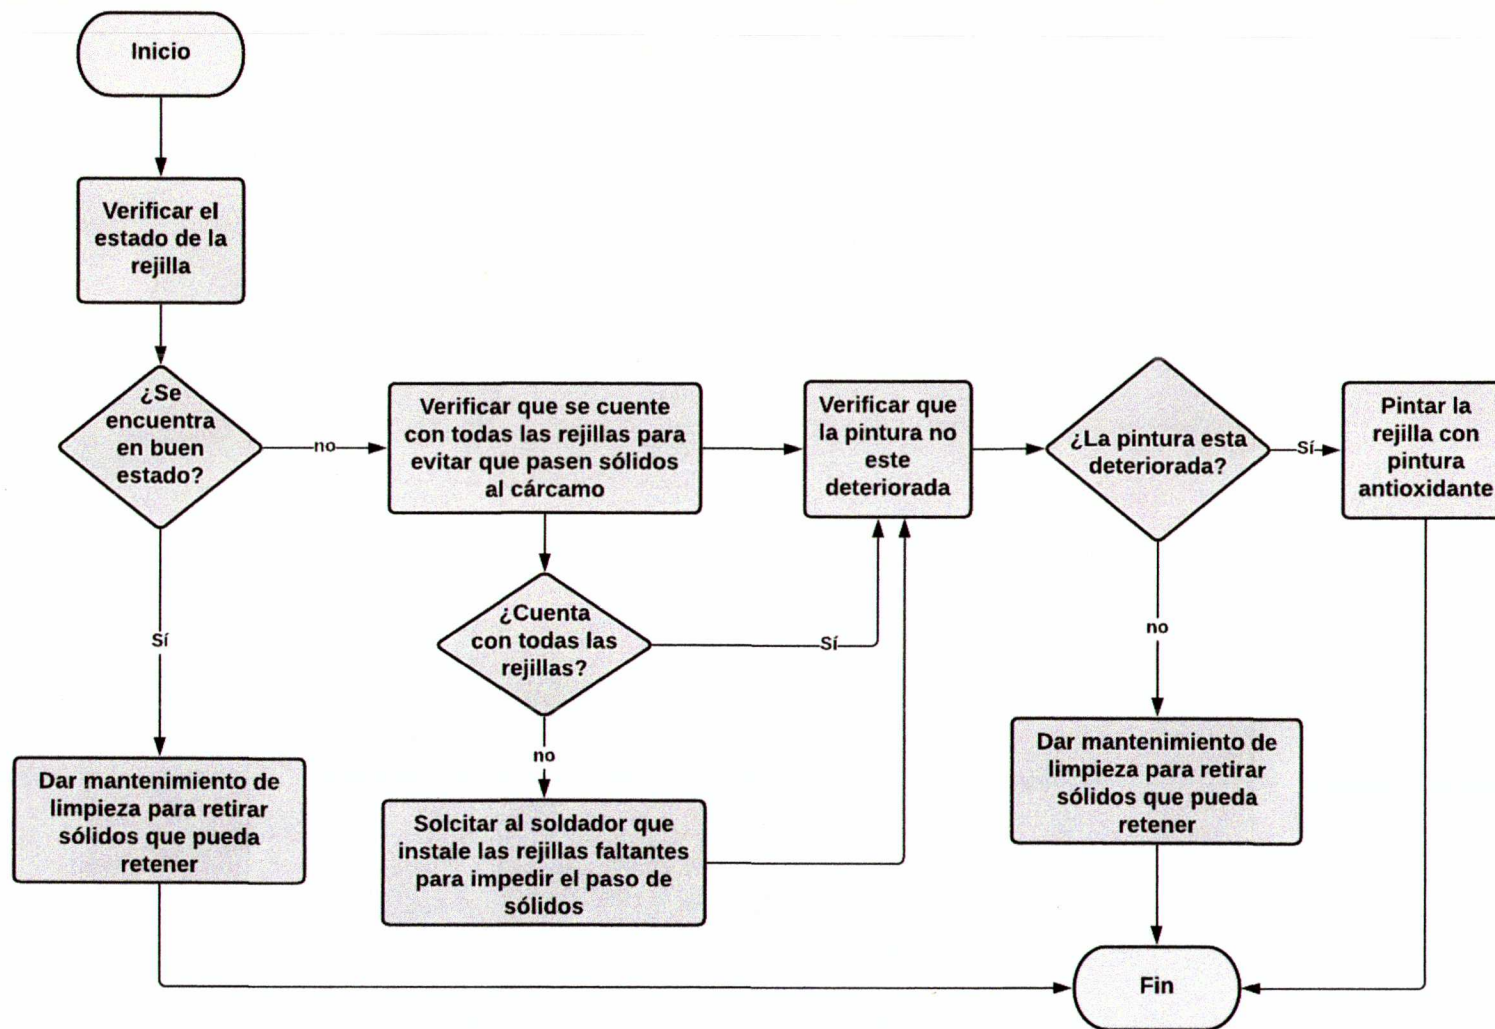 Inicio
Verificar el
estado de la
rejilla
¿Se
encuentra
en buen
estado?
no
Verificar que se cuente
con todas las rejillas para
evitar que pasen sólidos
al cárcamo
Verificar que
la pintura no
este
deteriorada
¿La pintura esta
deteriorada?
Sí
Pintar la
rejilla con
pintura
antioxidante
¿Cuenta
con todas las
rejillas?
Sí
no
Sí
no
Dar mantenimiento de
limpieza para retirar
sólidos que pueda
retener
Solcitar al soldador que
instale las rejillas faltantes
para impedir el paso de
sólidos
Dar mantenimiento de
limpieza para retirar
sólidos que pueda
retener
Fin